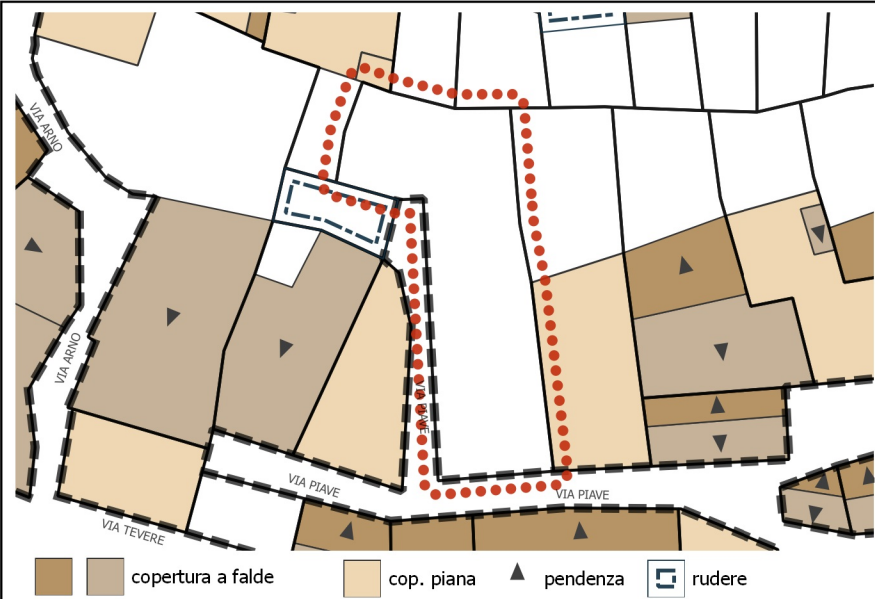 VIA ARNO
VIA ARNO
VIA PIAVE
VIA PIAVE
VIA PIAVE
VIA TEVERE
copertura a falde
cop. piana
pendenza
rudere